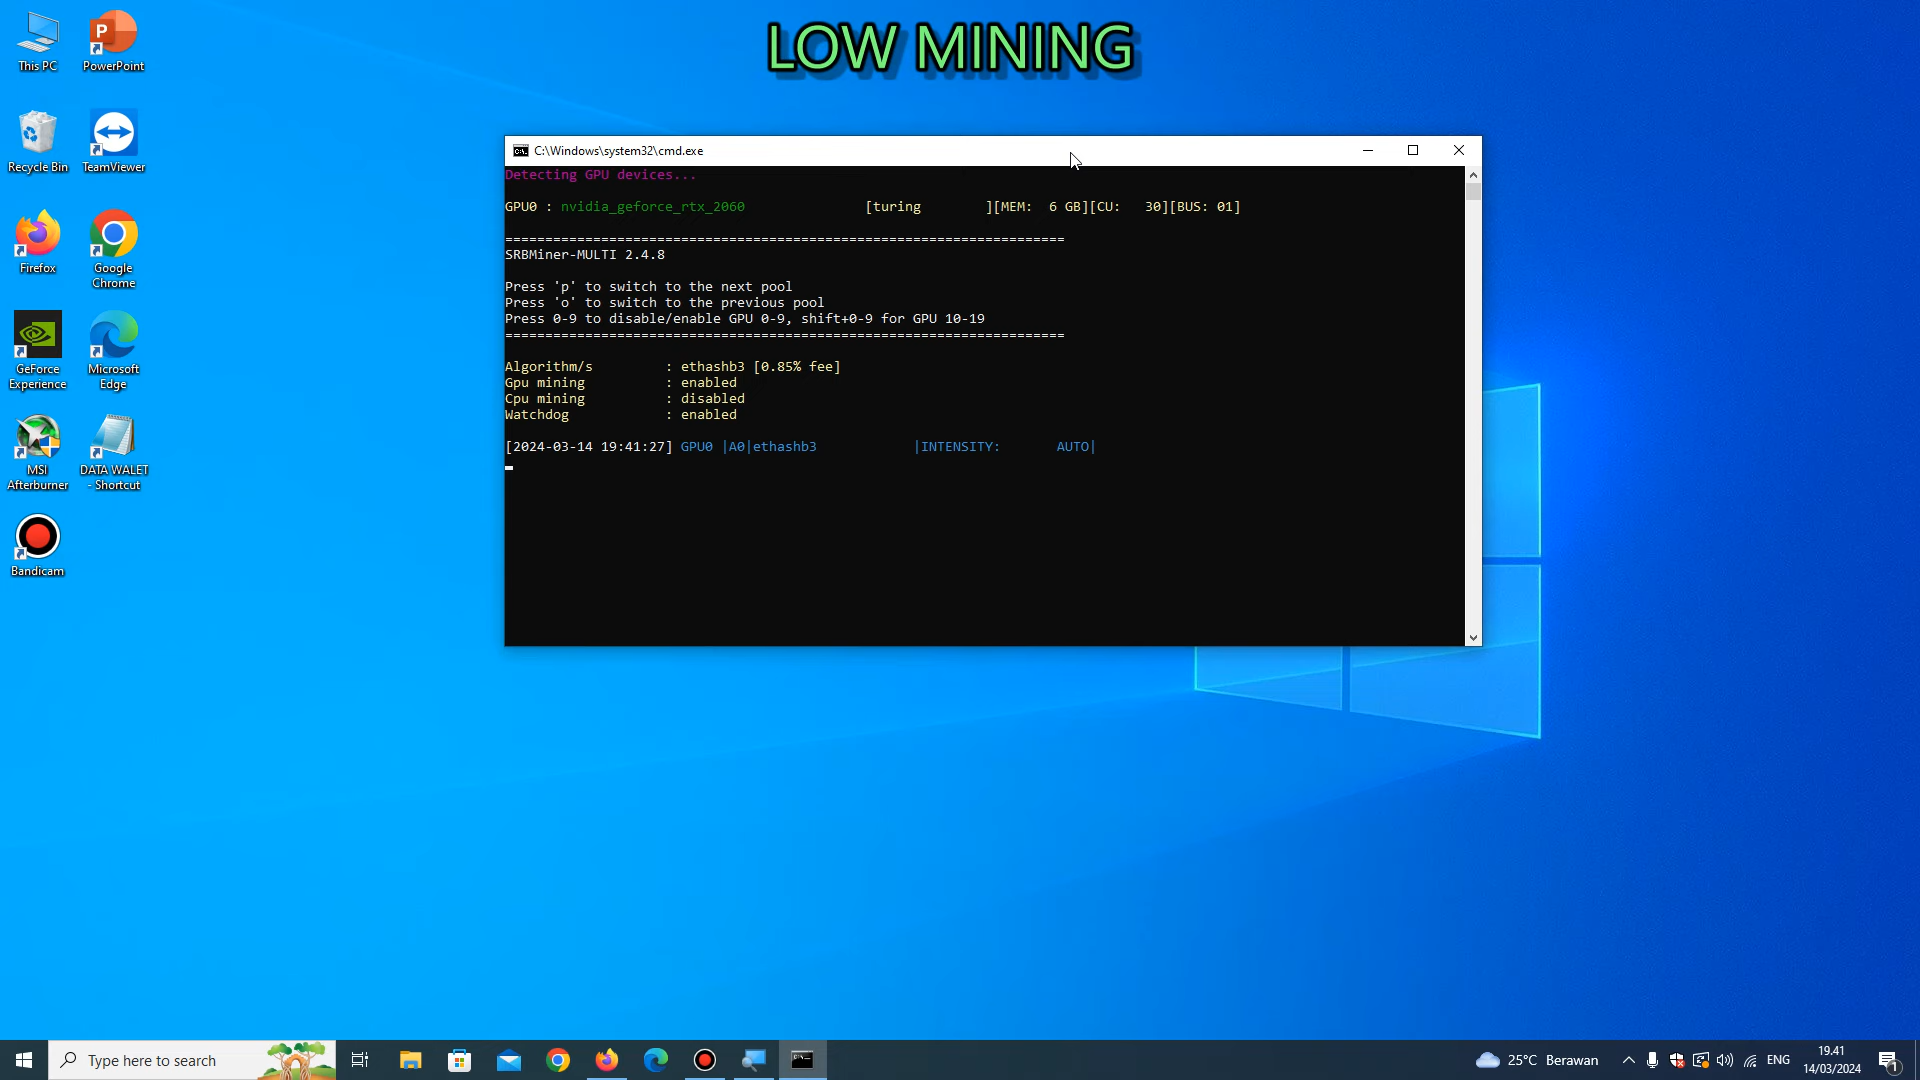 LOW MINING
This PC
PowerPoint
Recycle Bin
TeamViewer
Firefox
Google
Chrome
GeForce
Experience
Microsoft
Edge
MSI
Afterburner
DATA WALET
- Shortcut
Bandicam
C:\Windows\system32\cmd.exe
Detecting GPU devices...
GPU0 : nvidia_geforce_rtx_2060 [turing ][MEM: 6 GB][CU: 30][BUS: 01]
======================================================================
SRBMiner-MULTI 2.4.8
Press 'p' to switch to the next pool
Press 'o' to switch to the previous pool
Press 0-9 to disable/enable GPU 0-9, shift+0-9 for GPU 10-19
======================================================================
Algorithm/s : ethashb3 [0.85% fee]
Gpu mining : enabled
Cpu mining : disabled
Watchdog : enabled
[2024-03-14 19:41:27] GPU0 |A0|ethashb3 |INTENSITY: AUTO|
Type here to search
25°C Berawan
ENG
19.41
14/03/2024
1